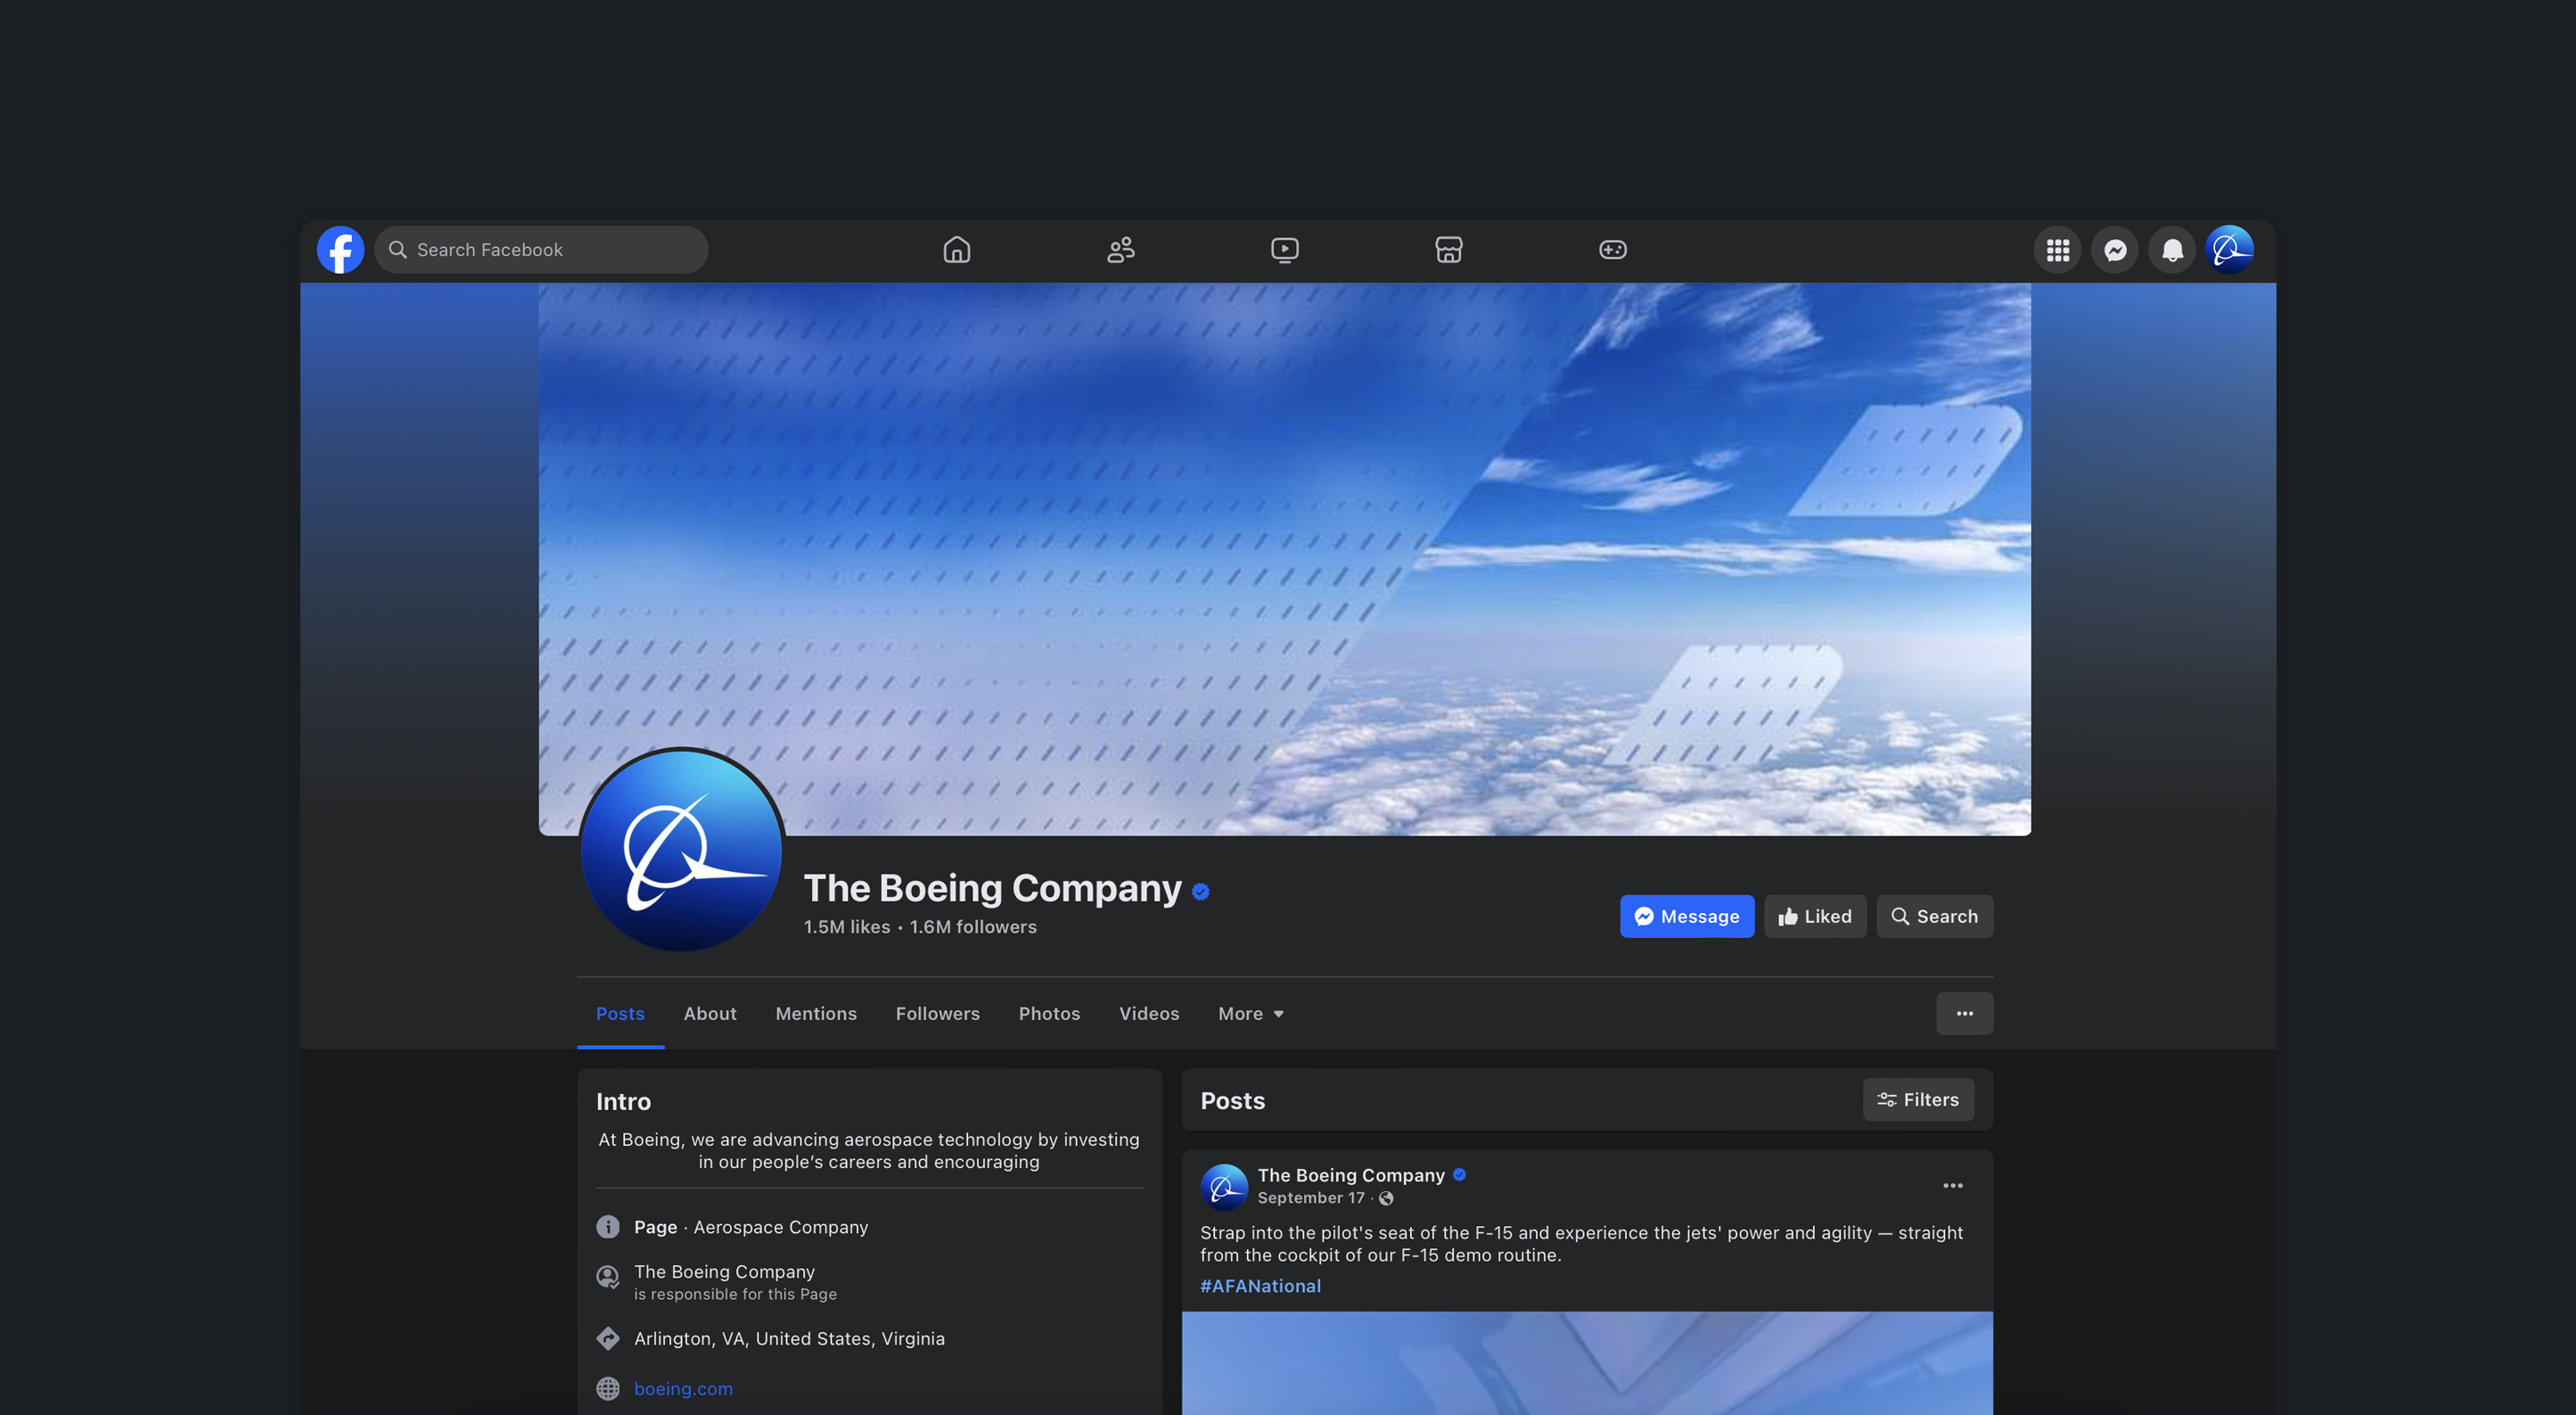 Search Facebook
The Boeing Company
1.5M likes • 1.6M followers
Message
Liked
Search
Posts
About
Mentions
Followers
Photos
Videos
More
Intro
At Boeing, we are advancing aerospace technology by investing
in our people’s careers and encouraging
Page · Aerospace Company
The Boeing Company
is responsible for this Page
Arlington, VA, United States, Virginia
boeing.com
Posts
Filters
The Boeing Company
September 17 ·
Strap into the pilot's seat of the F-15 and experience the jets' power and agility — straight
from the cockpit of our F-15 demo routine.
#AFANational